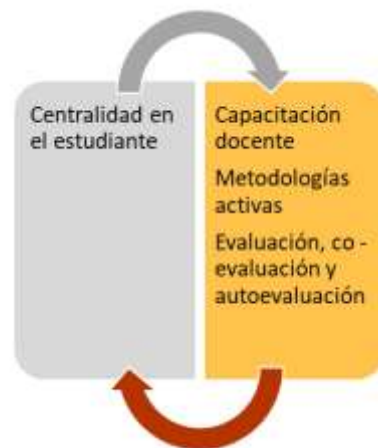 Centralidad en
el estudiante
Capacitación
docente
Metodologías
activas
Evaluación, co -
evaluación y
autoevaluación